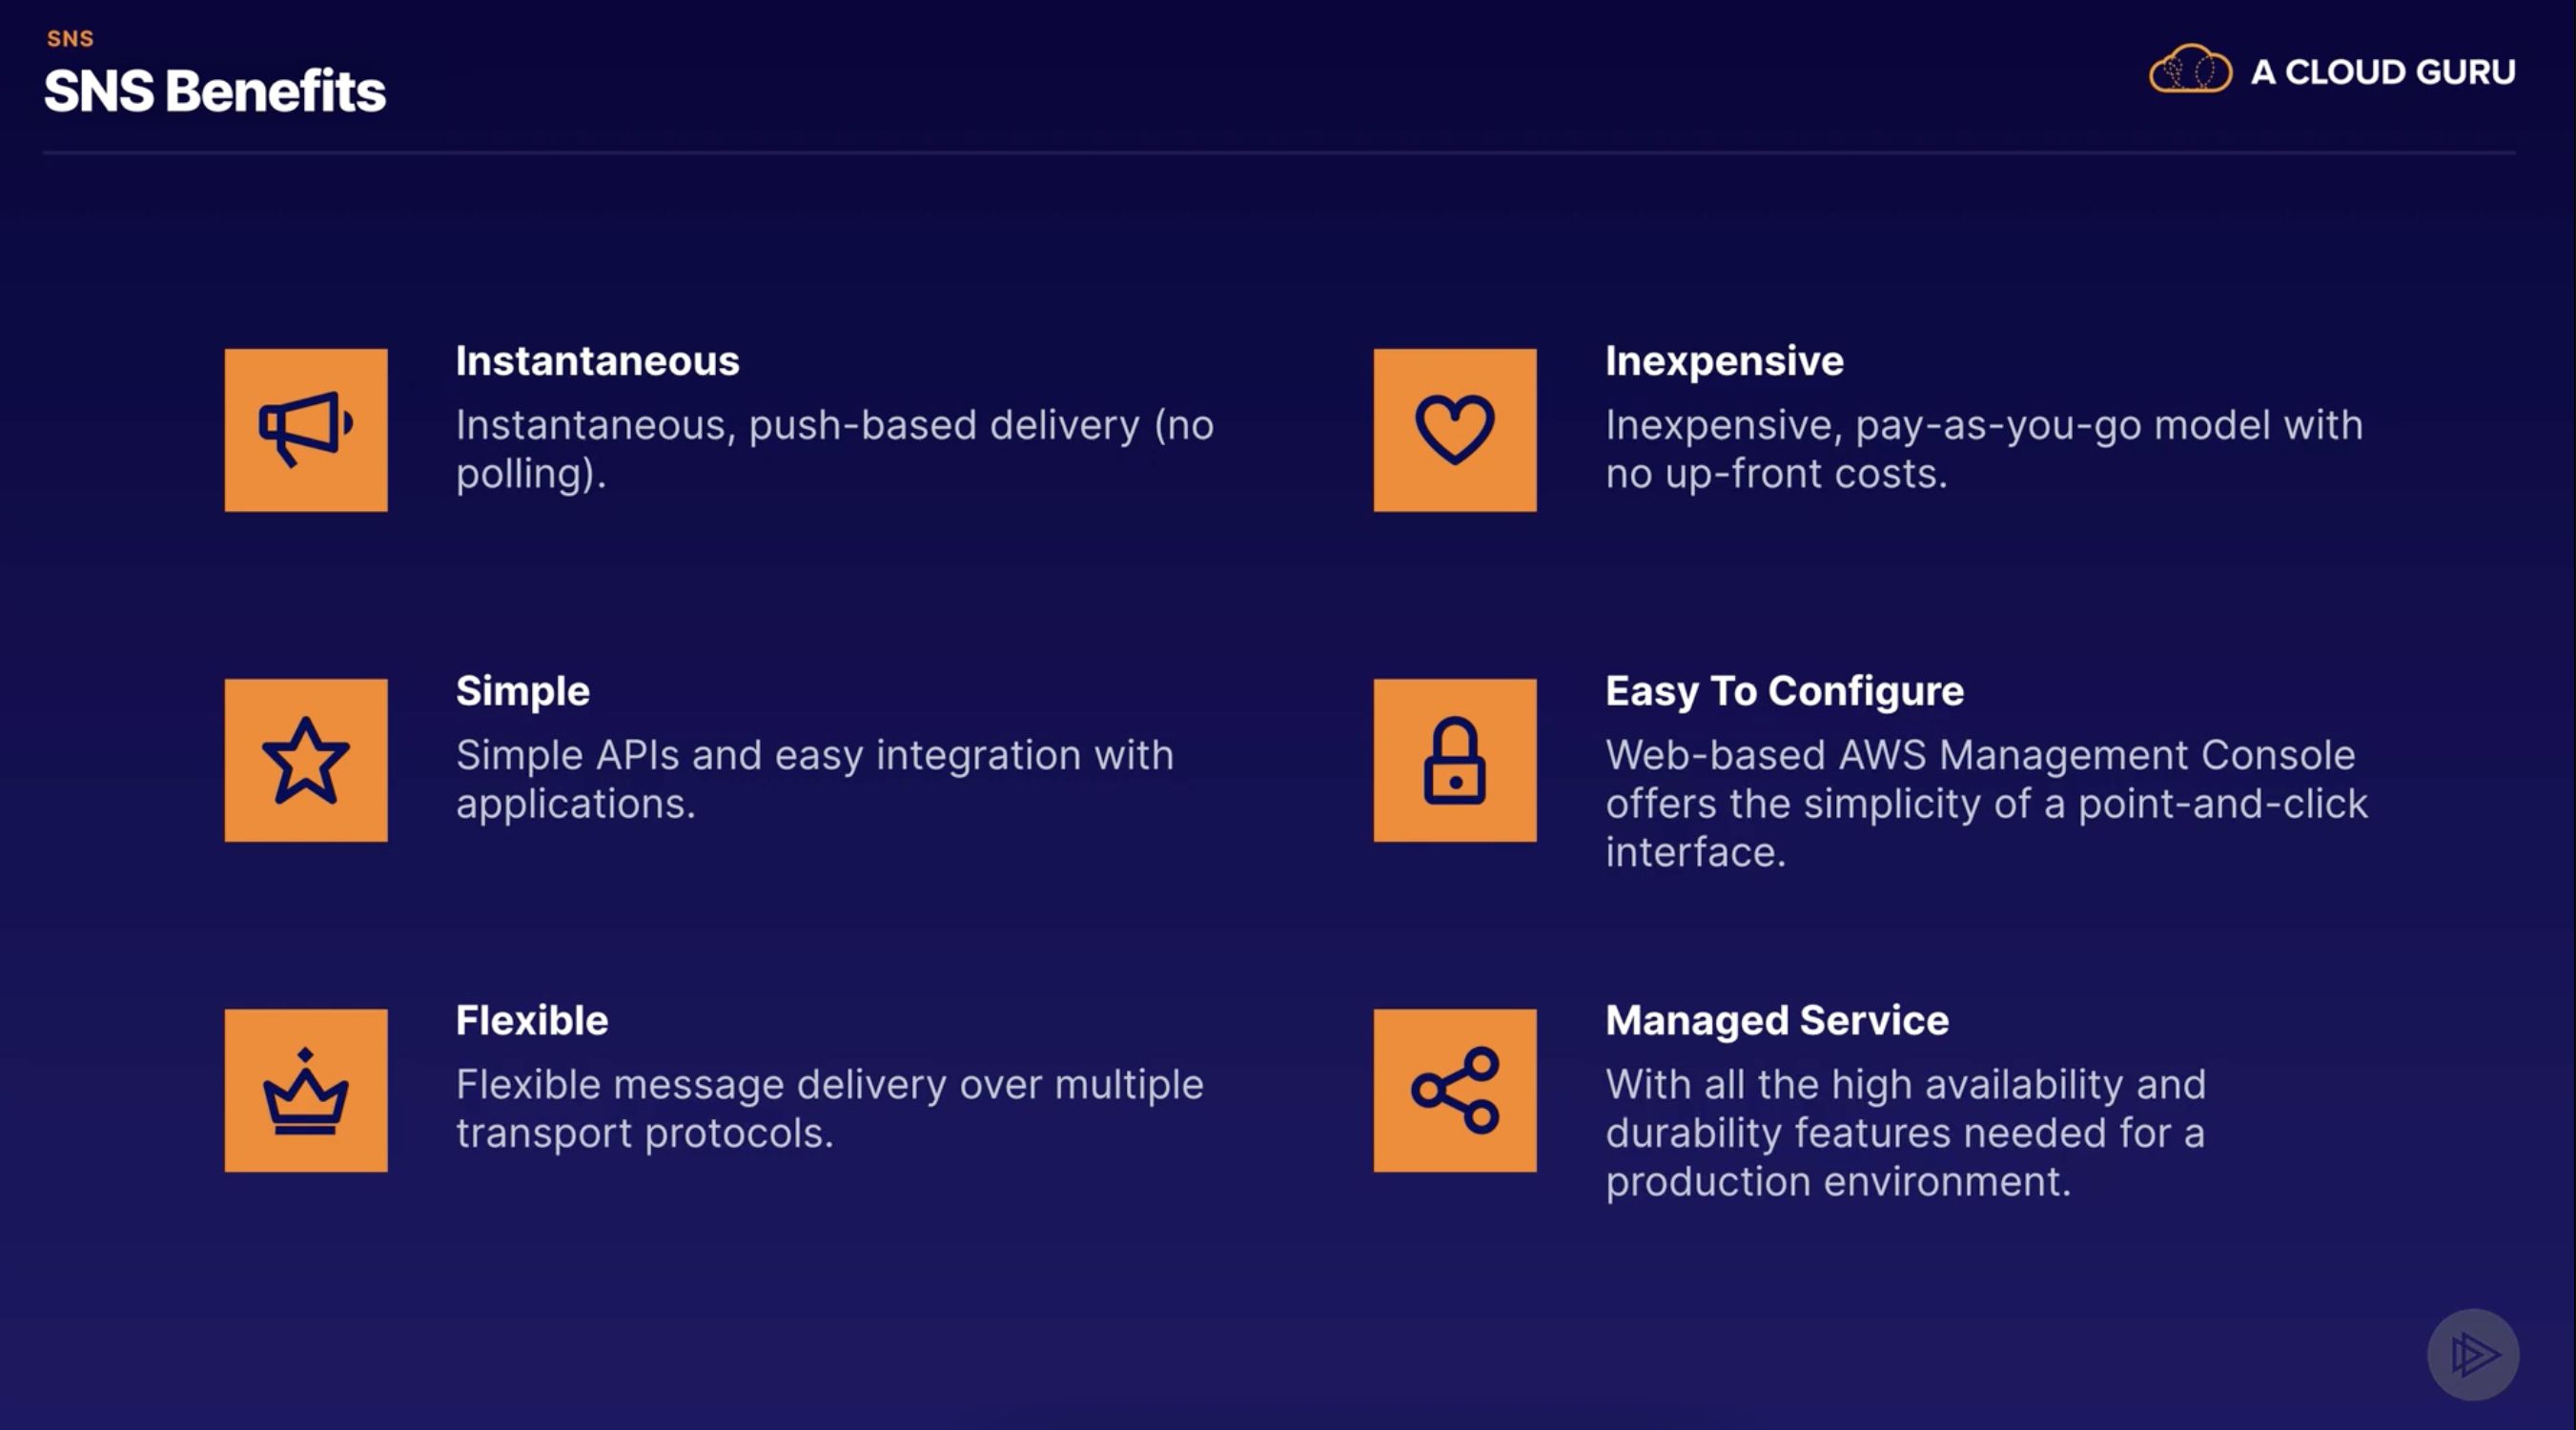 SNS
SNS Benefits
A CLOUD GURU
Instantaneous
Instantaneous, push-based delivery (no
polling).
Inexpensive
Inexpensive, pay-as-you-go model with
no up-front costs.
Simple
Simple APIs and easy integration with
applications.
Easy To Configure
Web-based AWS Management Console
offers the simplicity of a point-and-click
interface.
Flexible
Flexible message delivery over multiple
transport protocols.
Managed Service
With all the high availability and
durability features needed for a
production environment.